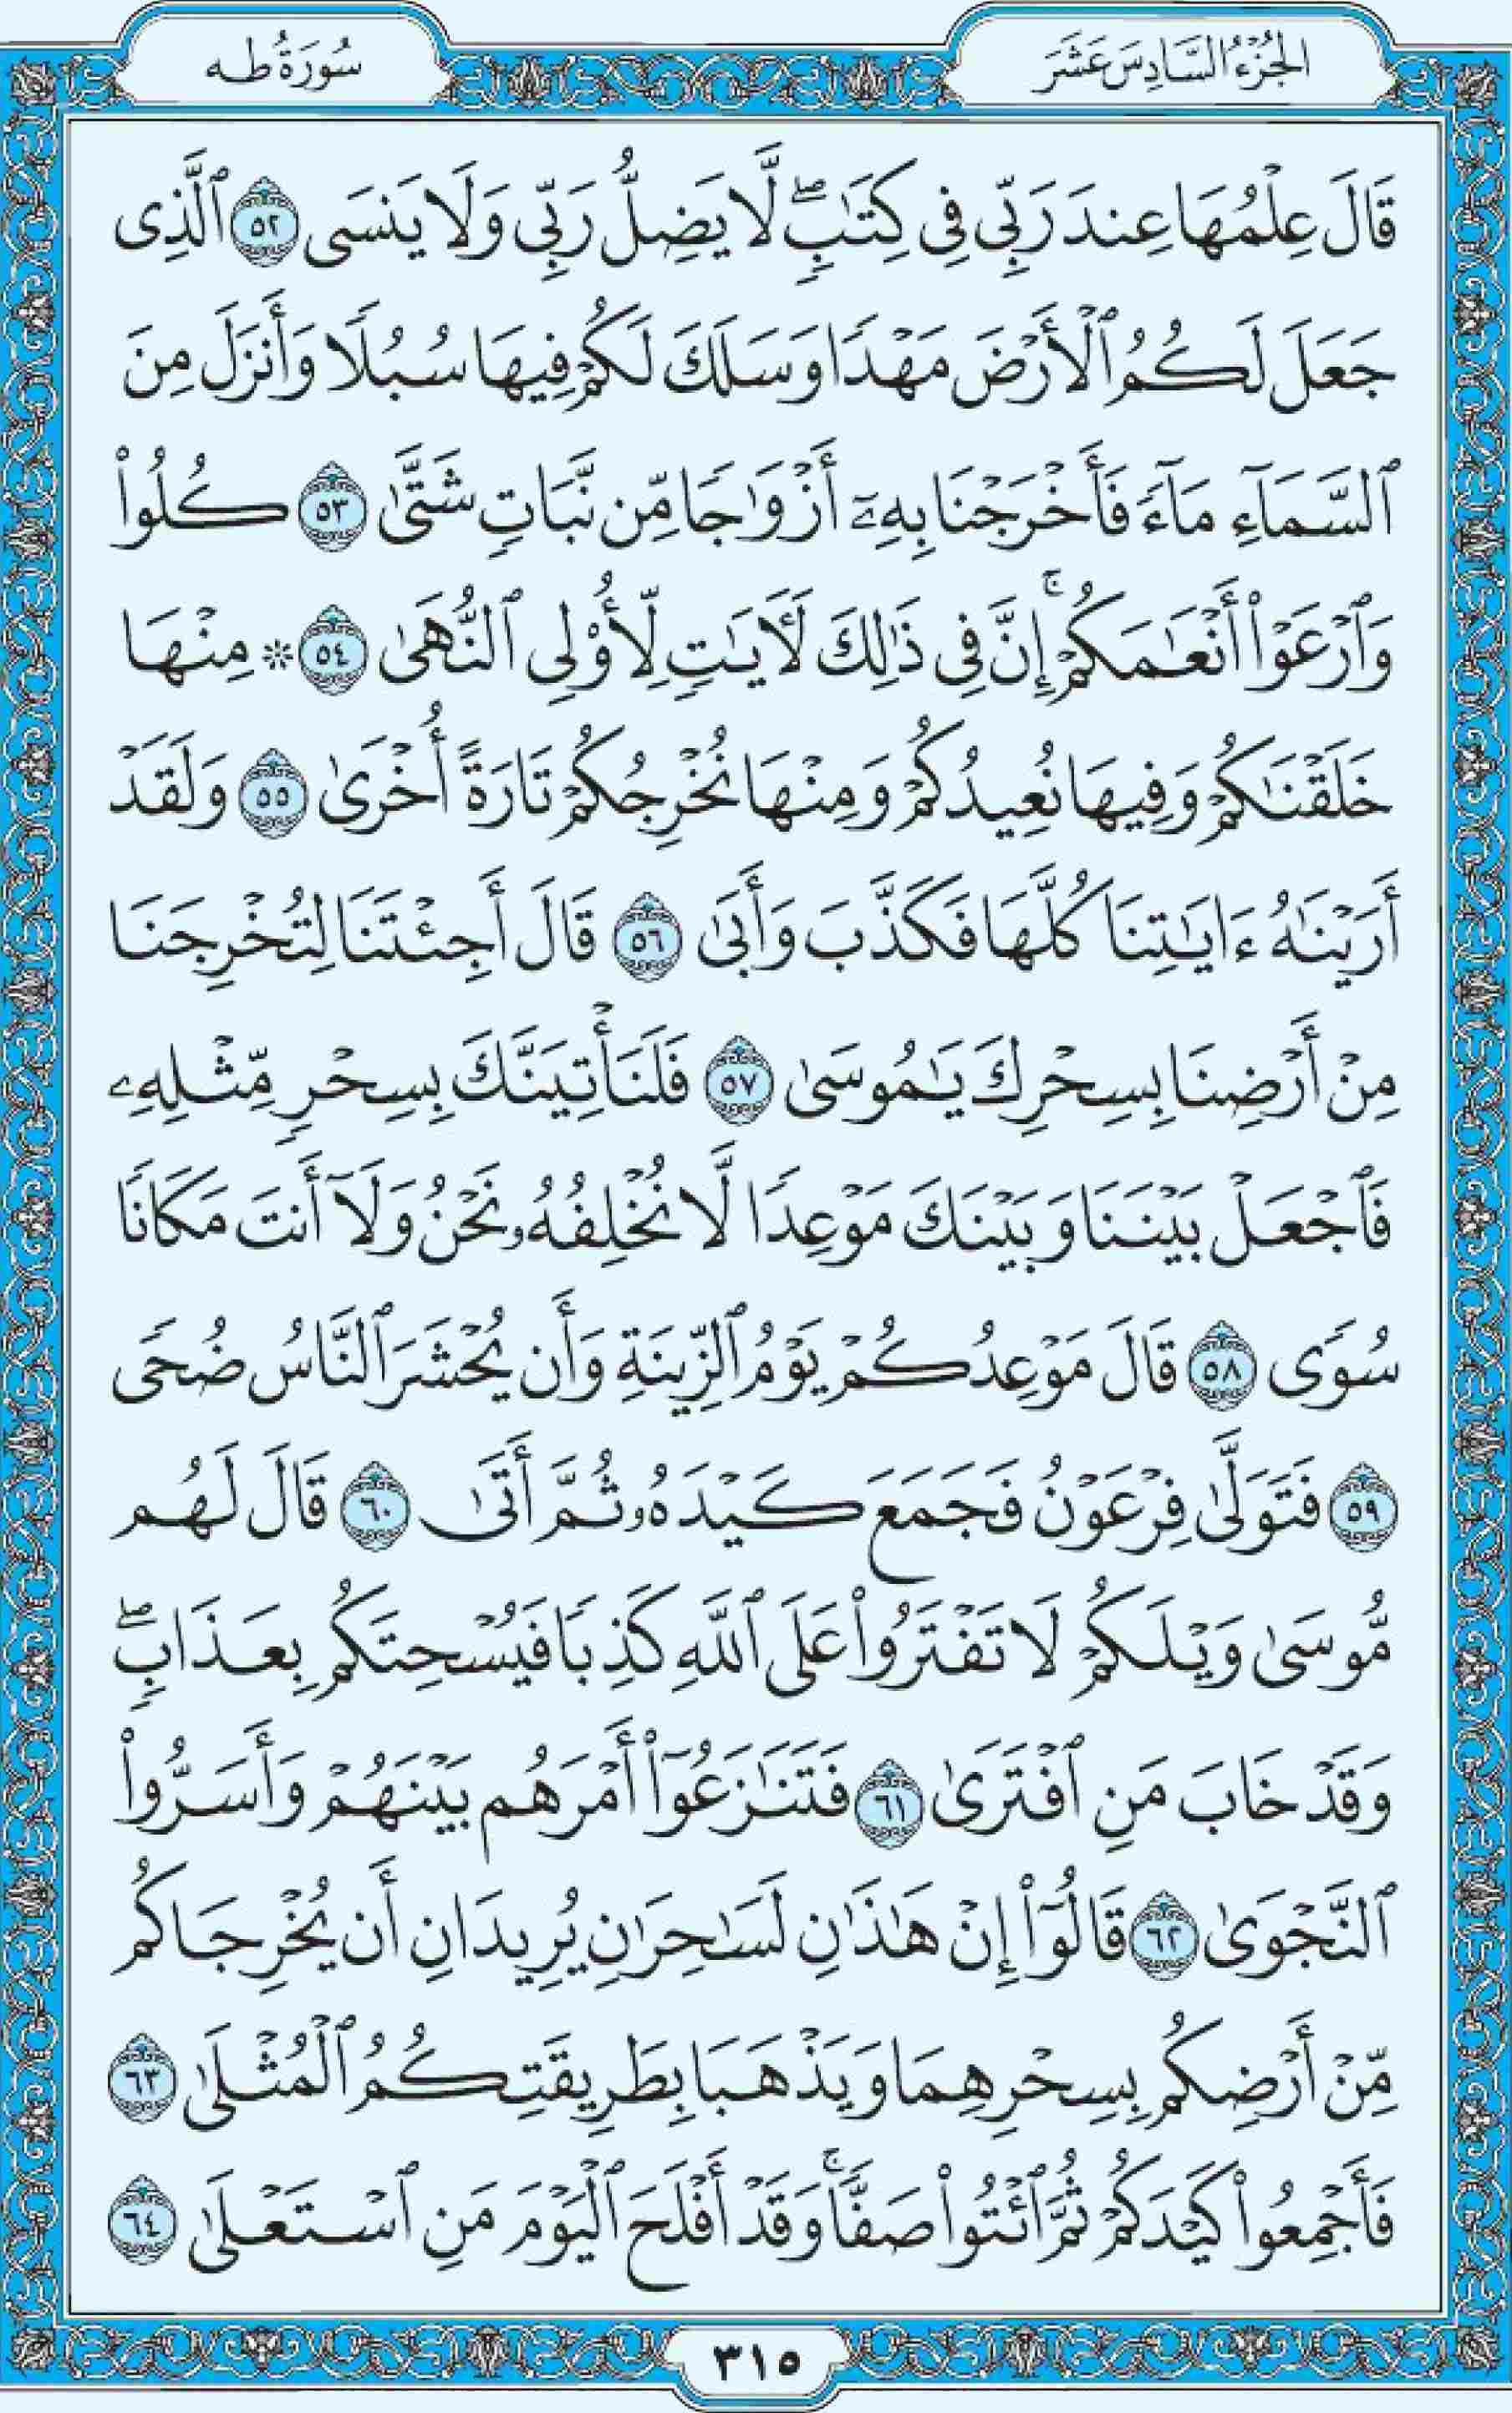 الجُزْءُ السَّادِسَ عَشَرَ
سُورَةُ طه
قَالَ عِلْمُهَا عِندَ رَبِّي فِي كِتَٰبٖۖ لَّا يَضِلُّ رَبِّي وَلَا يَنسَى ٥٢ ٱلَّذِي
جَعَلَ لَكُمُ ٱلۡأَرۡضَ مَهۡدٗا وَسَلَكَ لَكُمۡ فِيهَا سُبُلٗا وَأَنزَلَ مِنَ
ٱلسَّمَآءِ مَآءٗ فَأَخۡرَجۡنَا بِهِۦٓ أَزۡوَٰجٗا مِّن نَّبَاتٖ شَتَّىٰ ٥٣ كُلُواْ
وَٱرۡعَوۡاْ أَنۡعَٰمَكُمۡۚ إِنَّ فِي ذَٰلِكَ لَأٓيَٰتٖ لِّأُوْلِي ٱلنُّهَىٰ ٥٤ ۞ مِنۡهَا
خَلَقۡنَٰكُمۡ وَفِيهَا نُعِيدُكُمۡ وَمِنۡهَا نُخۡرِجُكُمۡ تَارَةً أُخۡرَىٰ ٥٥ وَلَقَدۡ
أَرَيۡنَٰهُ ءَايَٰتِنَا كُلَّهَا فَكَذَّبَ وَأَبَىٰ ٥٦ قَالَ أَجِئۡتَنَا لِتُخۡرِجَنَا
مِنۡ أَرۡضِنَا بِسِحۡرِكَ يَٰمُوسَىٰ ٥٧ فَلَنَأۡتِيَنَّكَ بِسِحۡرٖ مِّثۡلِهِۦ
فَٱجۡعَلۡ بَيۡنَنَا وَبَيۡنَكَ مَوۡعِدٗا لَّا نُخۡلِفُهُۥ نَحۡنُ وَلَآ أَنتَ مَكَانٗا
سُوٗى ٥٨ قَالَ مَوۡعِدُكُمۡ يَوۡمُ ٱلزِّينَةِ وَأَن يُحۡشَرَ ٱلنَّاسُ ضُحٗى
٥٩ فَتَوَلَّىٰ فِرۡعَوۡنُ فَجَمَعَ كَيۡدَهُۥ ثُمَّ أَتَىٰ ٦٠ قَالَ لَهُم
مُّوسَىٰ وَيۡلَكُمۡ لَا تَفۡتَرُواْ عَلَى ٱللَّهِ كَذِبٗا فَيُسۡحِتَكُم بِعَذَابٖۖ
وَقَدۡ خَابَ مَنِ ٱفۡتَرَىٰ ٦١ فَتَنَٰزَعُوٓاْ أَمۡرَهُم بَيۡنَهُمۡ وَأَسَرُّواْ
ٱلنَّجۡوَىٰ ٦٢ قَالُوٓاْ إِنۡ هَٰذَٰنِ لَسَٰحِرَٰنِ يُرِيدَانِ أَن يُخۡرِجَاكُم
مِّنۡ أَرۡضِكُم بِسِحۡرِهِمَا وَيَذۡهَبَا بِطَرِيقَتِكُمُ ٱلۡمُثۡلَىٰ ٦٣
فَأَجۡمِعُواْ كَيۡدَكُمۡ ثُمَّ ٱئۡتُواْ صَفّٗاۚ وَقَدۡ أَفۡلَحَ ٱلۡيَوۡمَ مَنِ ٱسۡتَعۡلَىٰ ٦٤
٣١٥